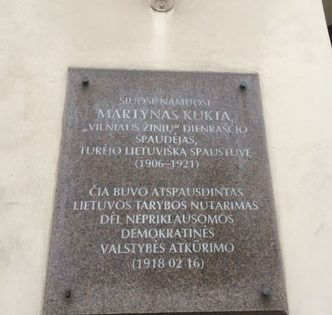 ŠIUOSE NAMUOSE
MARTYNAS KUKTA,
„VILNIAUS ŽINIŲ“ DIENRAŠČIO
SPAUDĖJAS,
TURĖJO LIETUVIŠKĄ SPAUSTUVĘ
(1906–1921)
ČIA BUVO ATSPAUSDINTAS
LIETUVOS TARYBOS NUTARIMAS
DĖL NEPRIKLAUSOMOS
DEMOKRATINĖS
VALSTYBĖS ATKŪRIMO
(1918 02 16)